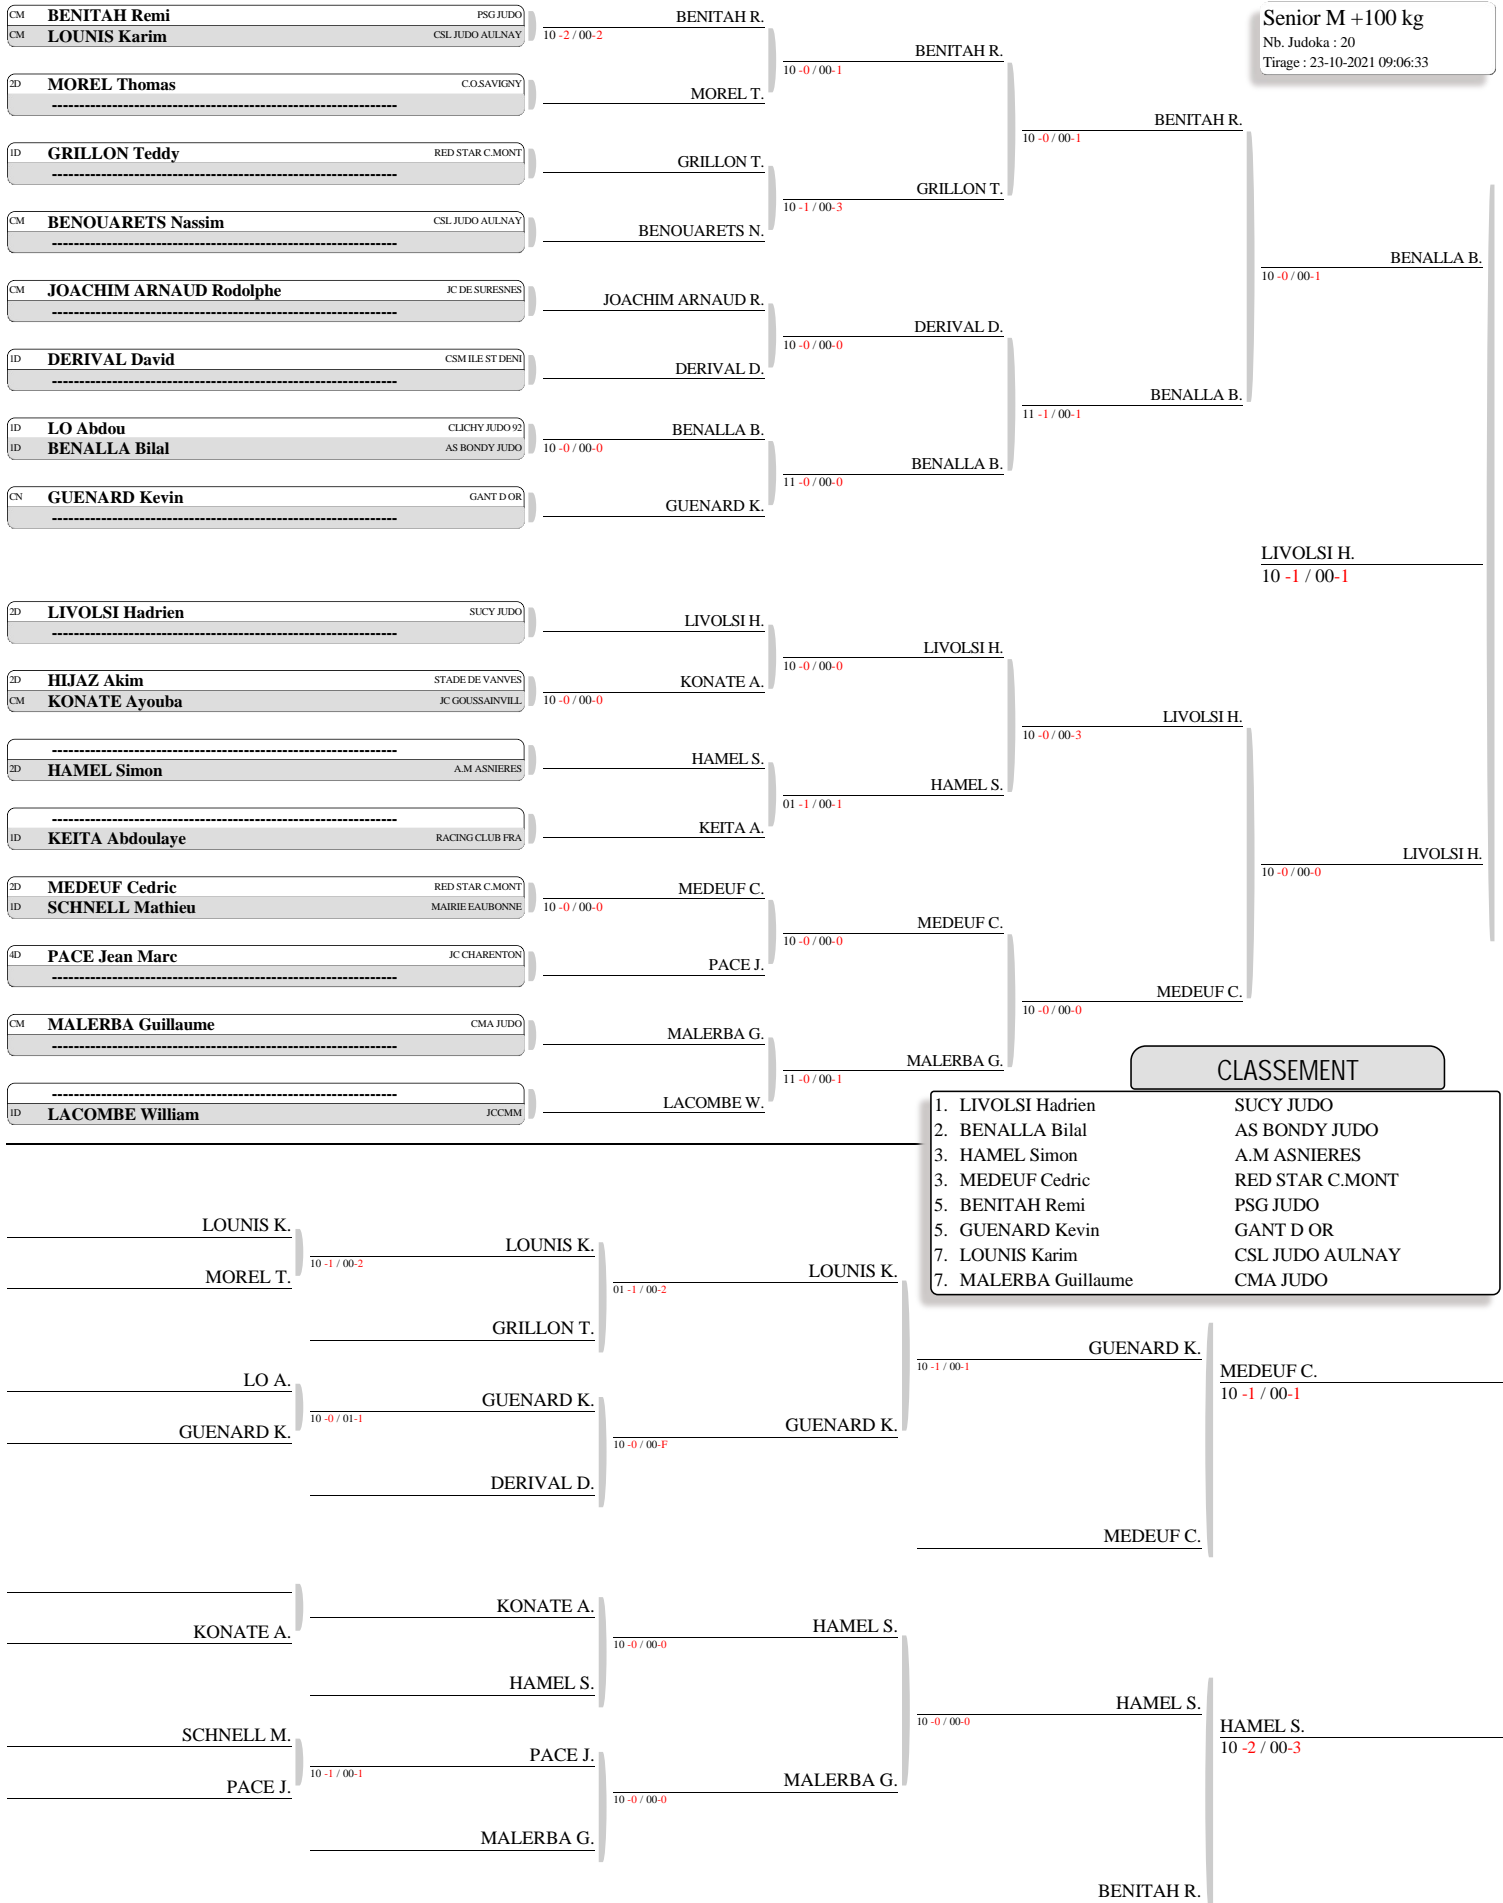 Senior M +100 kg
Nb. Judoka : 20
Tirage : 23-10-2021 09:06:33
CM BENITAH Remi PSG JUDO
CM LOUNIS Karim CSL JUDO AULNAY
2D MOREL Thomas C.O.SAVIGNY
----------------------------------------------------------------
1D GRILLON Teddy RED STAR C.MONT
----------------------------------------------------------------
CM BENOUARETS Nassim CSL JUDO AULNAY
----------------------------------------------------------------
CM JOACHIM ARNAUD Rodolphe JC DE SURESNES
----------------------------------------------------------------
1D DERIVAL David CSM ILE ST DENI
----------------------------------------------------------------
1D LO Abdou CLICHY JUDO 92
1D BENALLA Bilal AS BONDY JUDO
CN GUENARD Kevin GANT D OR
----------------------------------------------------------------
2D LIVOLSI Hadrien SUCY JUDO
----------------------------------------------------------------
2D HIJAZ Akim STADE DE VANVES
CM KONATE Ayouba JC GOUSSAINVILL
----------------------------------------------------------------
2D HAMEL Simon A.M ASNIERES
----------------------------------------------------------------
1D KEITA Abdoulaye RACING CLUB FRA
2D MEDEUF Cedric RED STAR C.MONT
1D SCHNELL Mathieu MAIRIE EAUBONNE
4D PACE Jean Marc JC CHARENTON
----------------------------------------------------------------
CM MALERBA Guillaume CMA JUDO
----------------------------------------------------------------
----------------------------------------------------------------
1D LACOMBE William JCCMM
BENITAH R.
10 -2 / 00-2
MOREL T.
GRILLON T.
BENOUARETS N.
JOACHIM ARNAUD R.
DERIVAL D.
BENALLA B.
10 -0 / 00-0
GUENARD K.
LIVOLSI H.
KONATE A.
10 -0 / 00-0
HAMEL S.
KEITA A.
MEDEUF C.
10 -0 / 00-0
PACE J.
MALERBA G.
LACOMBE W.
BENITAH R.
10 -0 / 00-1
GRILLON T.
10 -1 / 00-3
DERIVAL D.
10 -0 / 00-0
BENALLA B.
11 -0 / 00-0
LIVOLSI H.
10 -0 / 00-0
HAMEL S.
01 -1 / 00-1
MEDEUF C.
10 -0 / 00-0
MALERBA G.
11 -0 / 00-1
BENITAH R.
10 -0 / 00-1
BENALLA B.
11 -1 / 00-1
LIVOLSI H.
10 -0 / 00-3
MEDEUF C.
10 -0 / 00-0
BENALLA B.
10 -0 / 00-1
LIVOLSI H.
10 -0 / 00-0
LIVOLSI H.
10 -1 / 00-1
CLASSEMENT
1. LIVOLSI Hadrien SUCY JUDO
2. BENALLA Bilal AS BONDY JUDO
3. HAMEL Simon A.M ASNIERES
3. MEDEUF Cedric RED STAR C.MONT
5. BENITAH Remi PSG JUDO
5. GUENARD Kevin GANT D OR
7. LOUNIS Karim CSL JUDO AULNAY
7. MALERBA Guillaume CMA JUDO
LOUNIS K.
MOREL T.
LO A.
GUENARD K.
KONATE A.
SCHNELL M.
PACE J.
LOUNIS K.
10 -1 / 00-2
GRILLON T.
GUENARD K.
10 -0 / 01-1
DERIVAL D.
KONATE A.
HAMEL S.
PACE J.
10 -1 / 00-1
MALERBA G.
LOUNIS K.
01 -1 / 00-2
GUENARD K.
10 -0 / 00-F
HAMEL S.
10 -0 / 00-0
MALERBA G.
10 -0 / 00-0
GUENARD K.
10 -1 / 00-1
MEDEUF C.
HAMEL S.
10 -0 / 00-0
BENITAH R.
MEDEUF C.
10 -1 / 00-1
HAMEL S.
10 -2 / 00-3